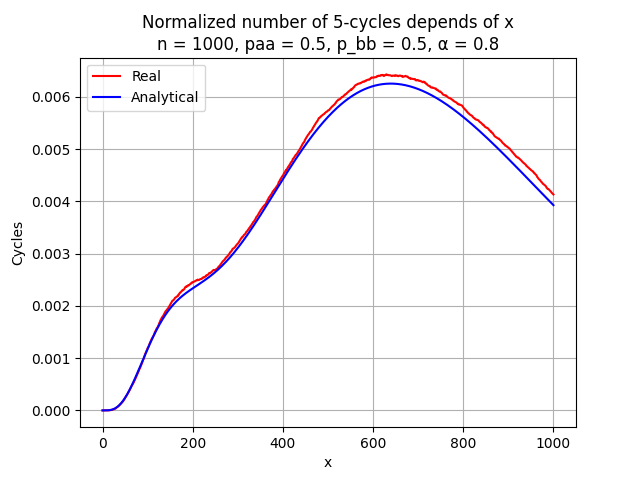 Normalized number of 5-cycles depends of x
n = 1000, paa = 0.5, p_bb = 0.5, α = 0.8
Real
Analytical
0.006
0.005
0.004
0.003
0.002
0.001
0.000
Cycles
0 200 400 600 800 1000
x